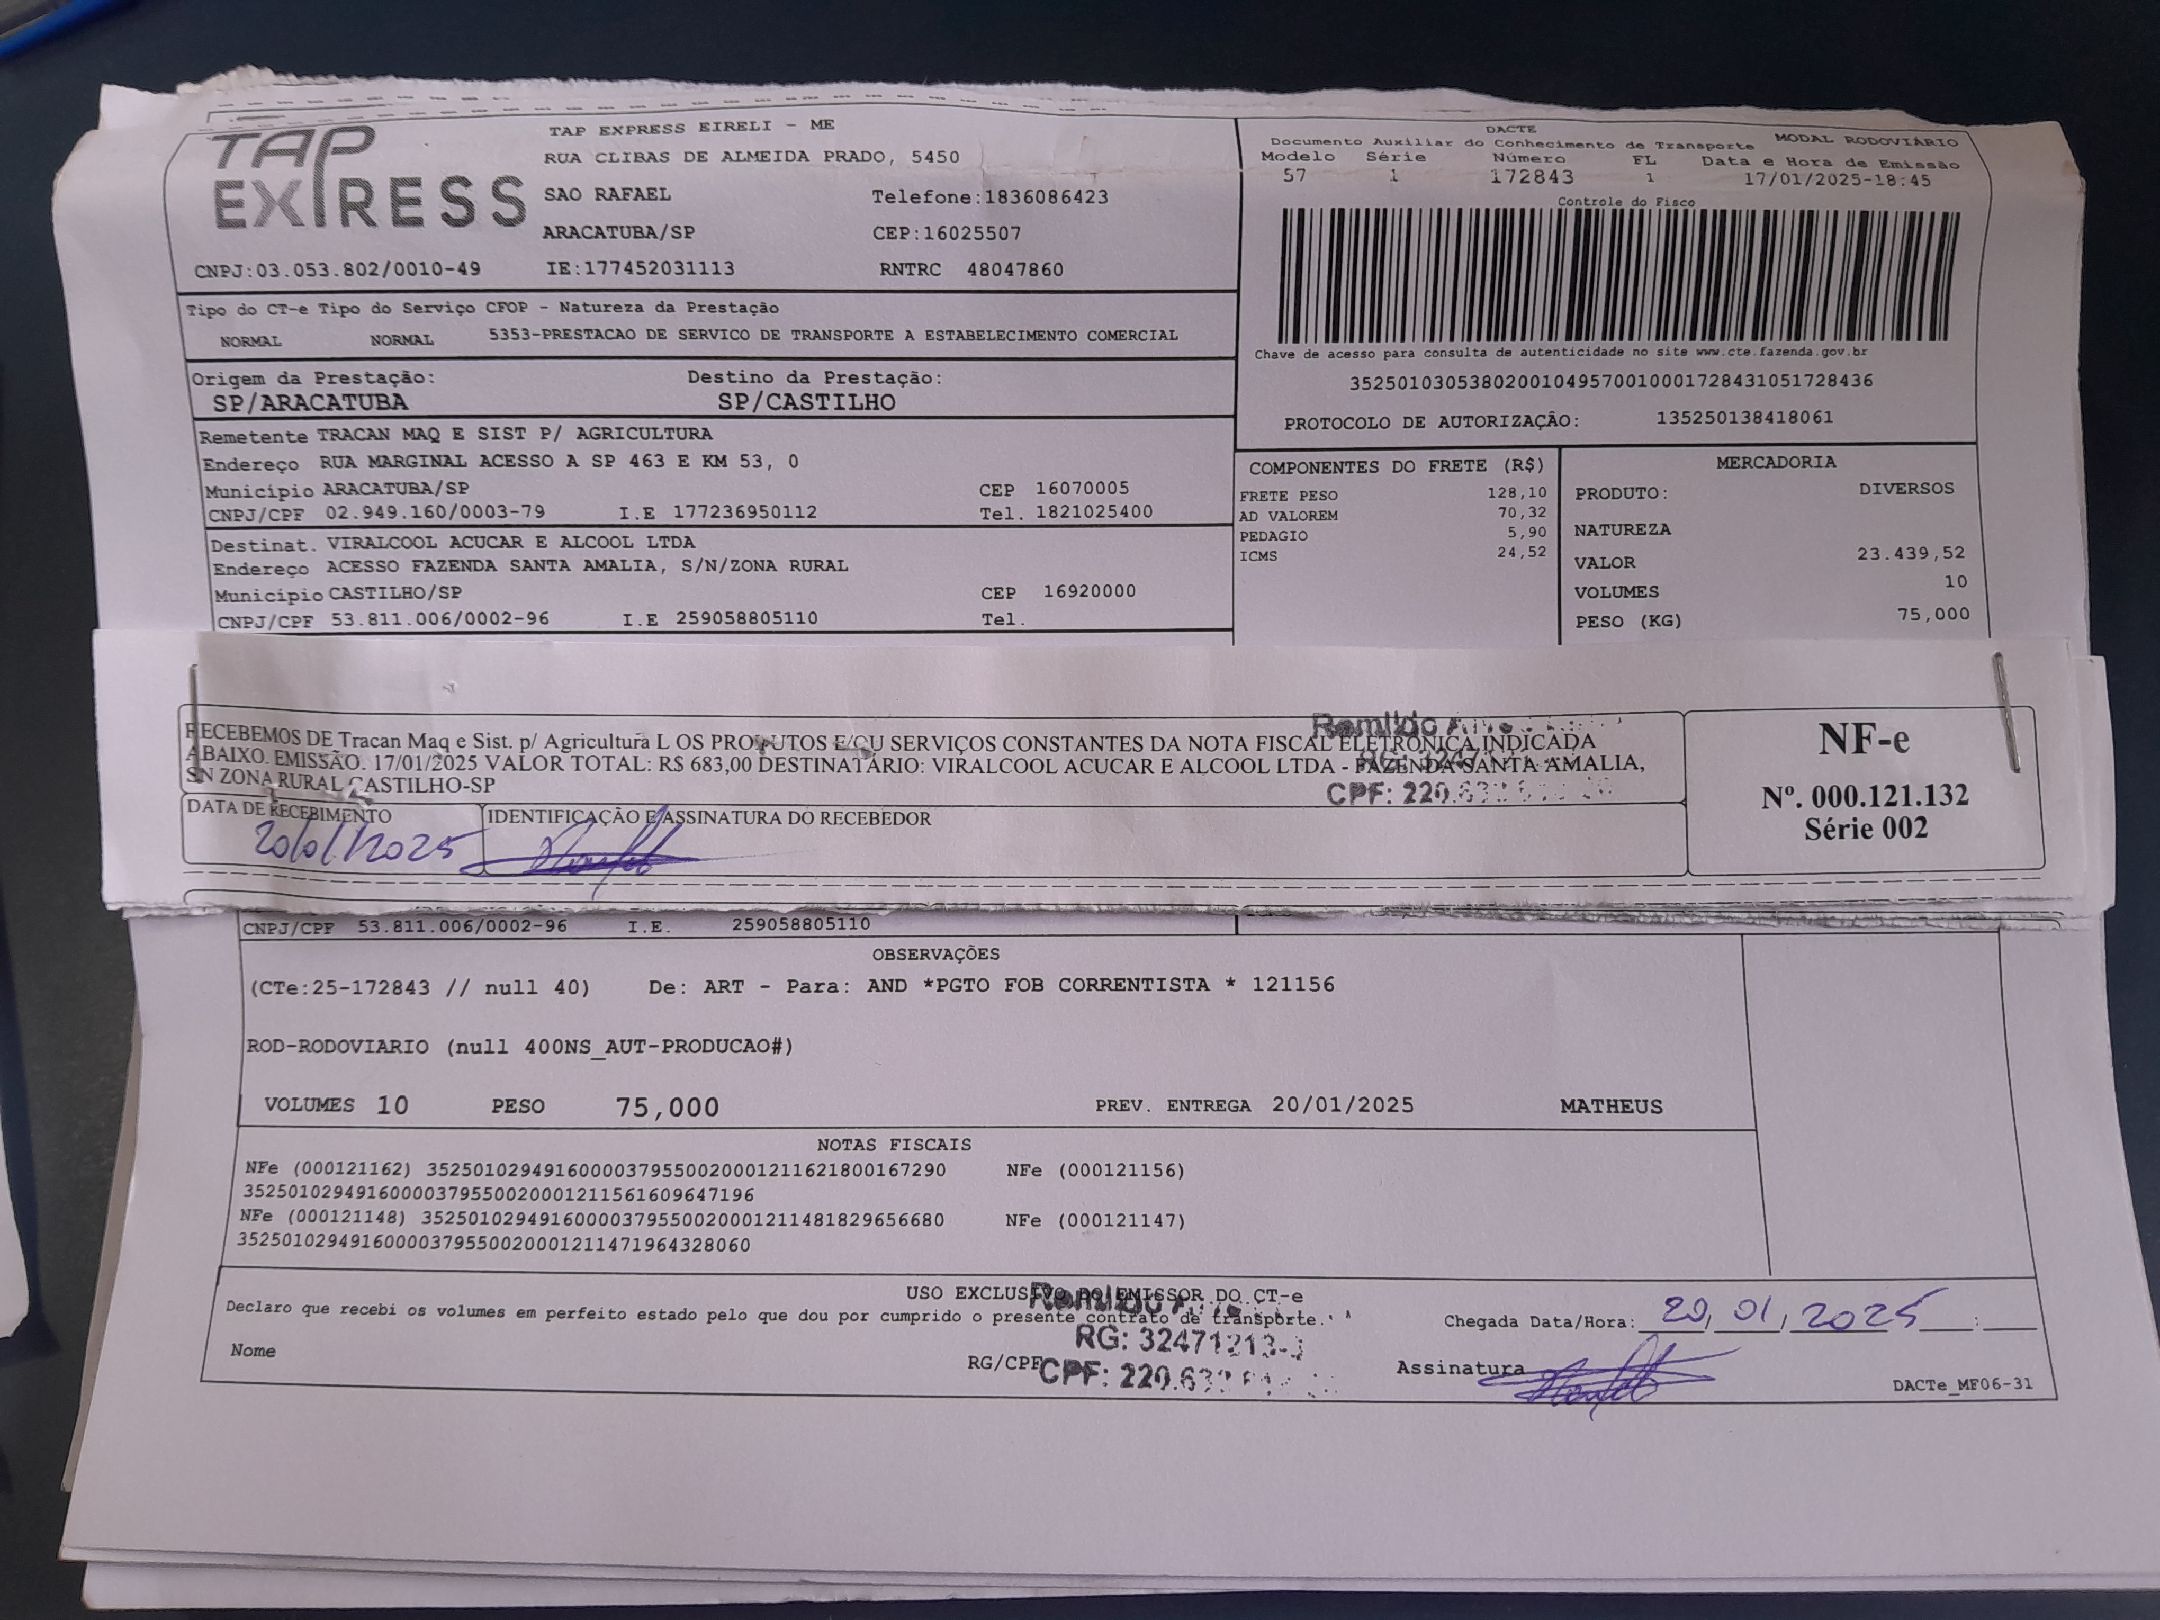 TAP EXPRESS
TAP EXPRESS EIRELI - ME
RUA CLIBAS DE ALMEIDA PRADO, 5450
SAO RAFAEL Telefone:1836086423
ARACATUBA/SP CEP:16025507
CNPJ:03.053.802/0010-49 IE:177452031113 RNTRC 48047860
DACTE MODAL RODOVIÁRIO
Documento Auxiliar do Conhecimento de Transporte
Modelo Série Número FL Data e Hora de Emissão
57 1 172843 1 17/01/2025-18:45
Controle do Fisco
Chave de acesso para consulta de autenticidade no site www.cte.fazenda.gov.br
35250103053802001049570010001728431051728436
PROTOCOLO DE AUTORIZAÇÃO: 135250138418061
Tipo do CT-e Tipo do Serviço CFOP - Natureza da Prestação
NORMAL NORMAL 5353-PRESTACAO DE SERVICO DE TRANSPORTE A ESTABELECIMENTO COMERCIAL
Origem da Prestação: Destino da Prestação:
SP/ARACATUBA SP/CASTILHO
Remetente TRACAN MAQ E SIST P/ AGRICULTURA
Endereço RUA MARGINAL ACESSO A SP 463 E KM 53, 0
Município ARACATUBA/SP CEP 16070005
CNPJ/CPF 02.949.160/0003-79 I.E 177236950112 Tel. 1821025400
Destinat. VIRALCOOL ACUCAR E ALCOOL LTDA
Endereço ACESSO FAZENDA SANTA AMALIA, S/N/ZONA RURAL
Município CASTILHO/SP CEP 16920000
CNPJ/CPF 53.811.006/0002-96 I.E 259058805110 Tel.
COMPONENTES DO FRETE (R$)
FRETE PESO 128,10
AD VALOREM 70,32
PEDAGIO 5,90
ICMS 24,52
MERCADORIA
PRODUTO: DIVERSOS
NATUREZA
VALOR 23.439,52
VOLUMES 10
PESO (KG) 75,000
RECEBEMOS DE Tracan Maq e Sist. p/ Agricultura L OS PRODUTOS E/OU SERVIÇOS CONSTANTES DA NOTA FISCAL ELETRÔNICA INDICADA
ABAIXO. EMISSÃO. 17/01/2025 VALOR TOTAL: R$ 683,00 DESTINATÁRIO: VIRALCOOL ACUCAR E ALCOOL LTDA - FAZENDA SANTA AMALIA,
SN ZONA RURAL CASTILHO-SP
Ramildo
CPF:
DATA DE RECEBIMENTO IDENTIFICAÇÃO E ASSINATURA DO RECEBEDOR
20/01/2025
NF-e
Nº. 000.121.132
Série 002
CNPJ/CPF 53.811.006/0002-96 I.E. 259058805110
OBSERVAÇÕES
(CTe:25-172843 // null 40) De: ART - Para: AND *PGTO FOB CORRENTISTA * 121156
ROD-RODOVIARIO (null 400NS_AUT-PRODUCAO#)
VOLUMES 10 PESO 75,000 PREV. ENTREGA 20/01/2025 MATHEUS
NOTAS FISCAIS
NFe (000121162) 35250102949160000379550020001211621800167290 NFe (000121156)
35250102949160000379550020001211561609647196
NFe (000121148) 35250102949160000379550020001211481829656680 NFe (000121147)
35250102949160000379550020001211471964328060
USO EXCLUSIVO DO EMISSOR DO CT-e
Declaro que recebi os volumes em perfeito estado pelo que dou por cumprido o presente contrato de transporte.
Chegada Data/Hora: 20, 01, 2025
RG:
Nome RG/CPF CPF: Assinatura
DACTe_MF06-31